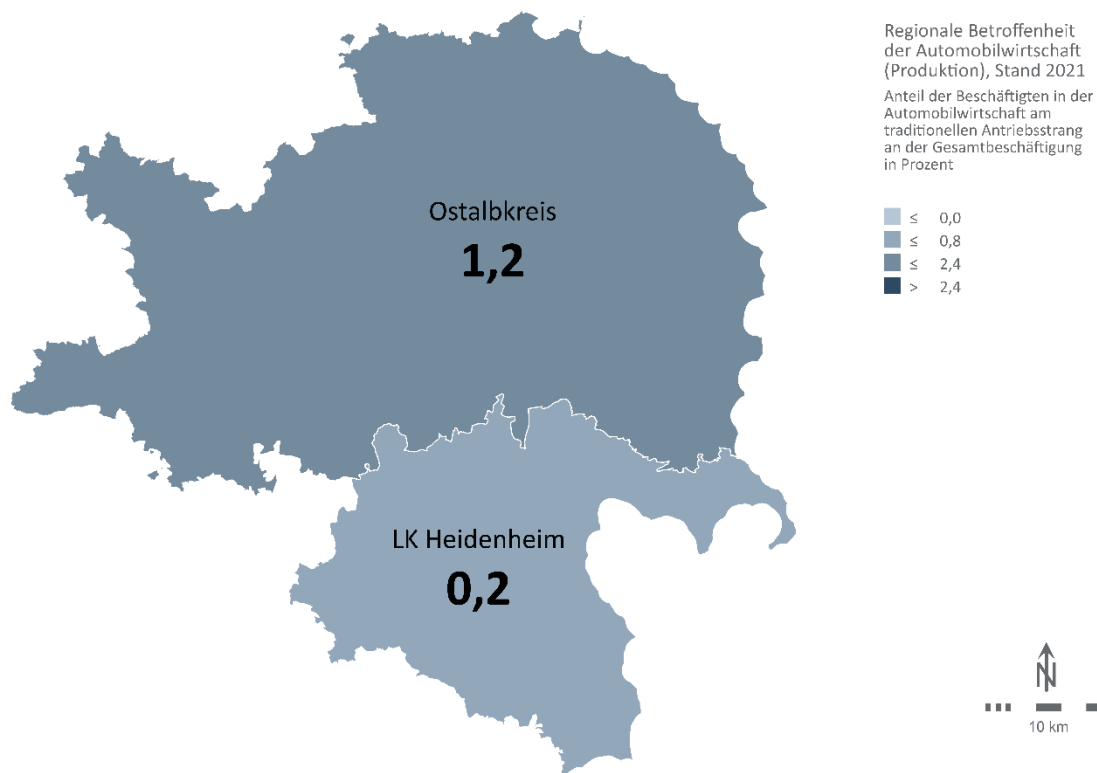 Regionale Betroffenheit
der Automobilwirtschaft
(Produktion), Stand 2021
Anteil der Beschäftigten in der
Automobilwirtschaft am
traditionellen Antriebsstrang
an der Gesamtbeschäftigung
in Prozent
≤ 0,0
≤ 0,8
≤ 2,4
> 2,4
Ostalbkreis
1,2
LK Heidenheim
0,2
N
10 km